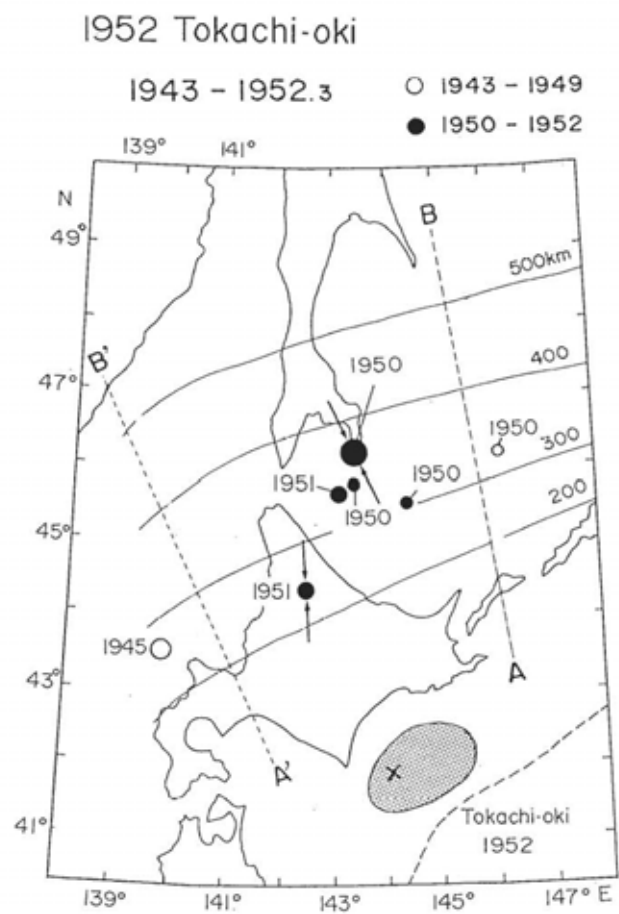 1952 Tokachi-oki
1943 – 1952.3
○ 1943 – 1949
● 1950 – 1952
139° 141°
N
49°
B
500km
B'
47°
1950
400
1950
300
1951
1950
1950
200
45°
1951
1945
43°
A
A'
x
41°
Tokachi-oki
1952
139° 141° 143° 145° 147° E